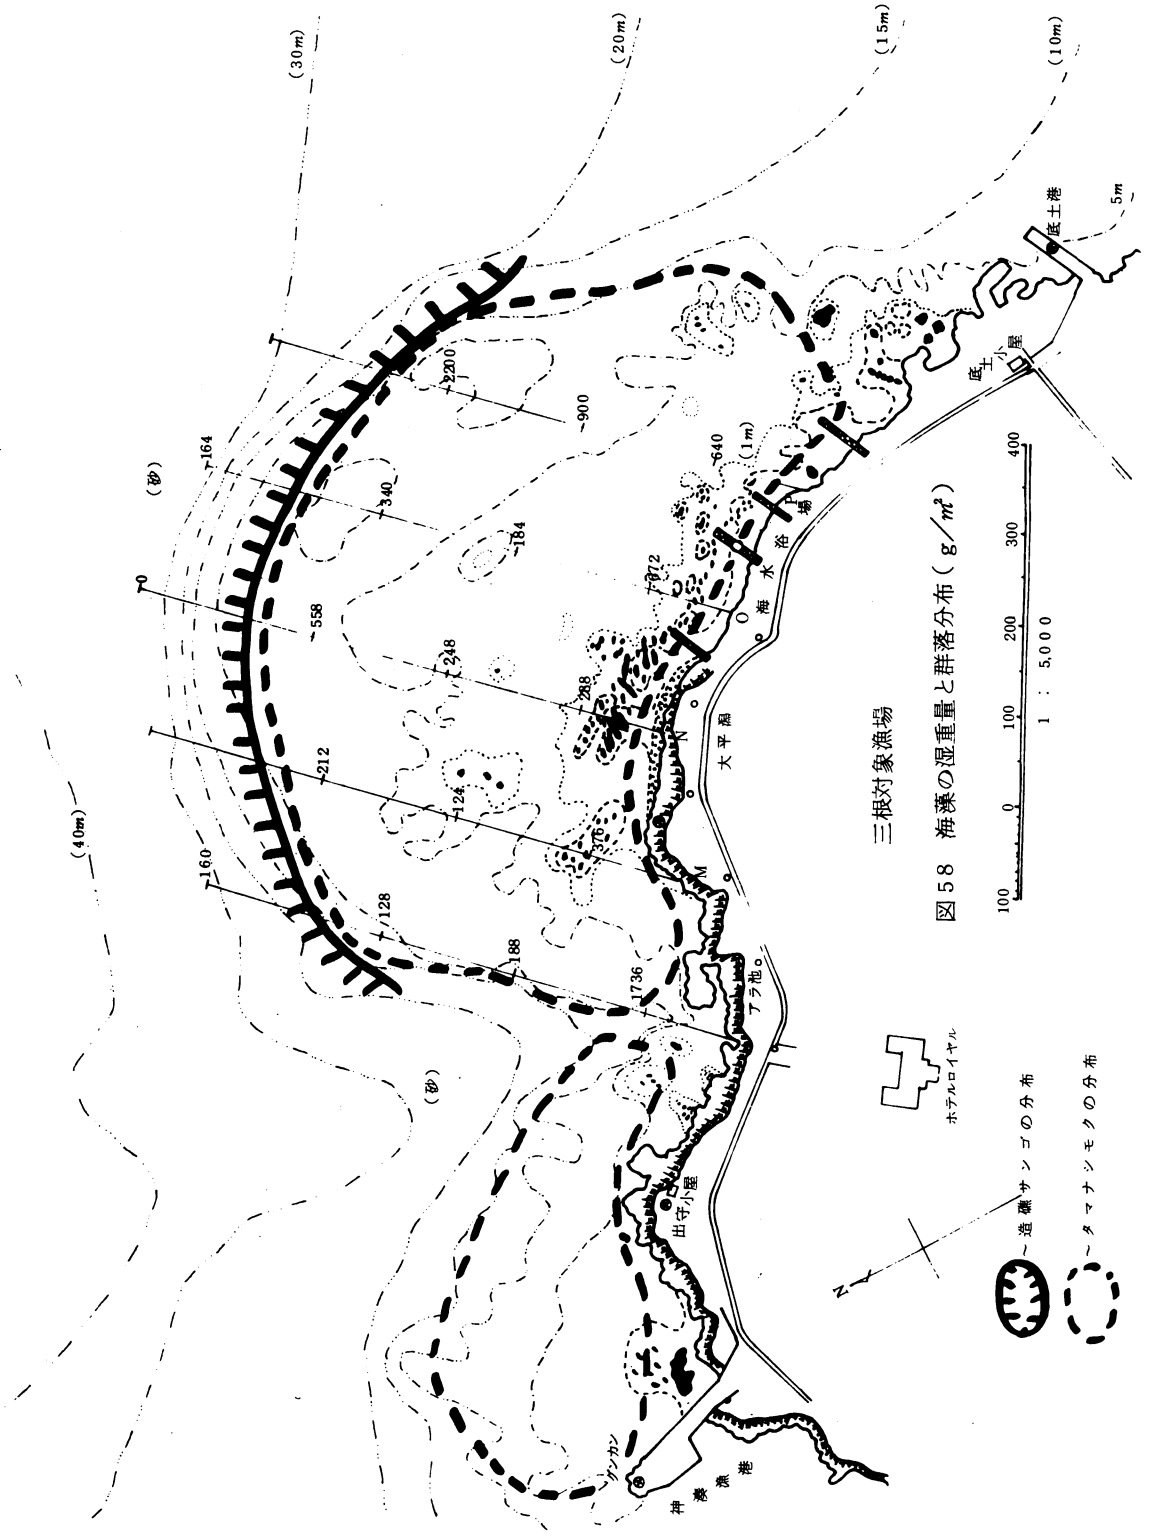 (30m)
(20m)
(15m)
(10m)
5m
(40m)
(砂)
(砂)
(1m)
164
340
184
640
2200
900
0
558
248
288
372
212
124
376
160
128
188
1736
M
N
O
P
底土港
底土小屋
海水浴場
大平潟
アラ池
出守小屋
グンカン
神湊漁港
ホテルロイヤル
N
三根対象漁場
図58 海藻の湿重量と群落分布(g/㎡)
100 0 100 200 300 400
1 : 5,000
~造礁サンゴの分布
~タマナシモクの分布